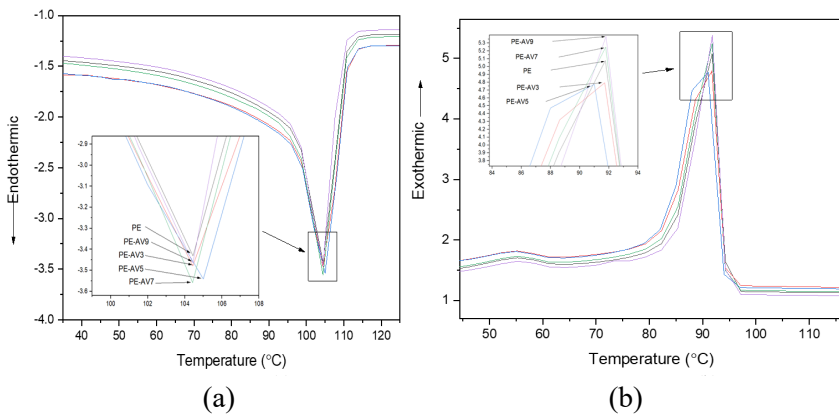 -1.0
-1.5
-2.0
-2.5
-3.0
-3.5
-4.0
Endothermic
40 50 60 70 80 90 100 110 120
Temperature (°C)
-2.9
-3.0
-3.1
-3.2
-3.3
-3.4
-3.5
-3.6
PE
PE-AV9
PE-AV3
PE-AV5
PE-AV7
100 102 104 106 108
(a)
5
4
3
2
1
Exothermic
50 60 70 80 90 100 110
Temperature (°C)
5.3
5.2
5.1
5.0
4.9
4.8
4.7
4.6
4.5
4.4
4.3
4.2
4.1
4.0
3.9
3.8
PE-AV9
PE-AV7
PE
PE-AV3
PE-AV5
84 86 88 90 92 94
(b)